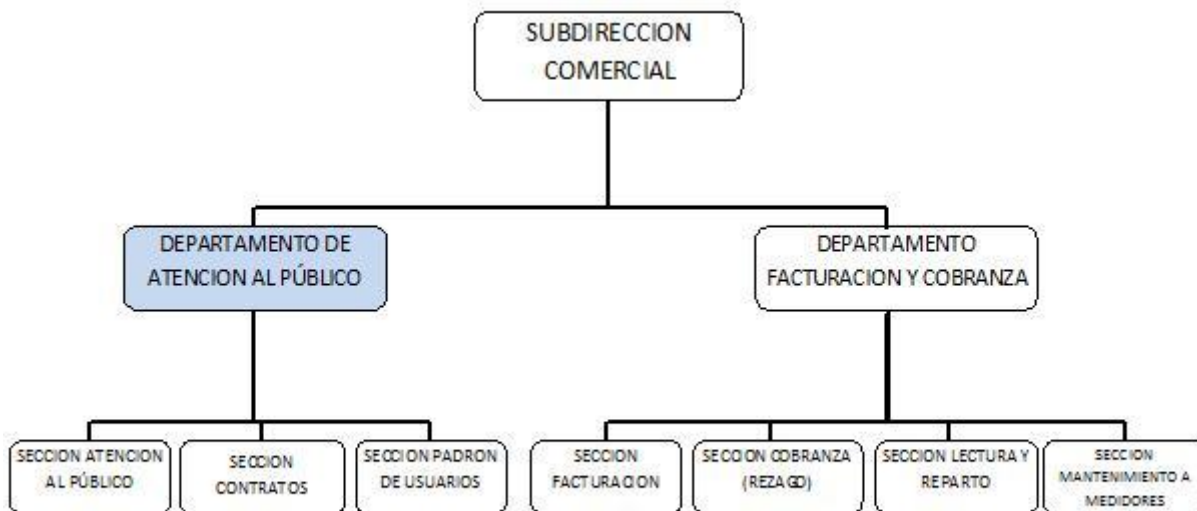 SUBDIRECCION
COMERCIAL
DEPARTAMENTO DE
ATENCION AL PÚBLICO
DEPARTAMENTO
FACTURACION Y COBRANZA
SECCION ATENCION
AL PÚBLICO
SECCION
CONTRATOS
SECCION PADRON
DE USUARIOS
SECCION
FACTURACION
SECCION COBRANZA
(REZAGO)
SECCION LECTURA Y
REPARTO
SECCION
MANTENIMIENTO A
MEDIDORES